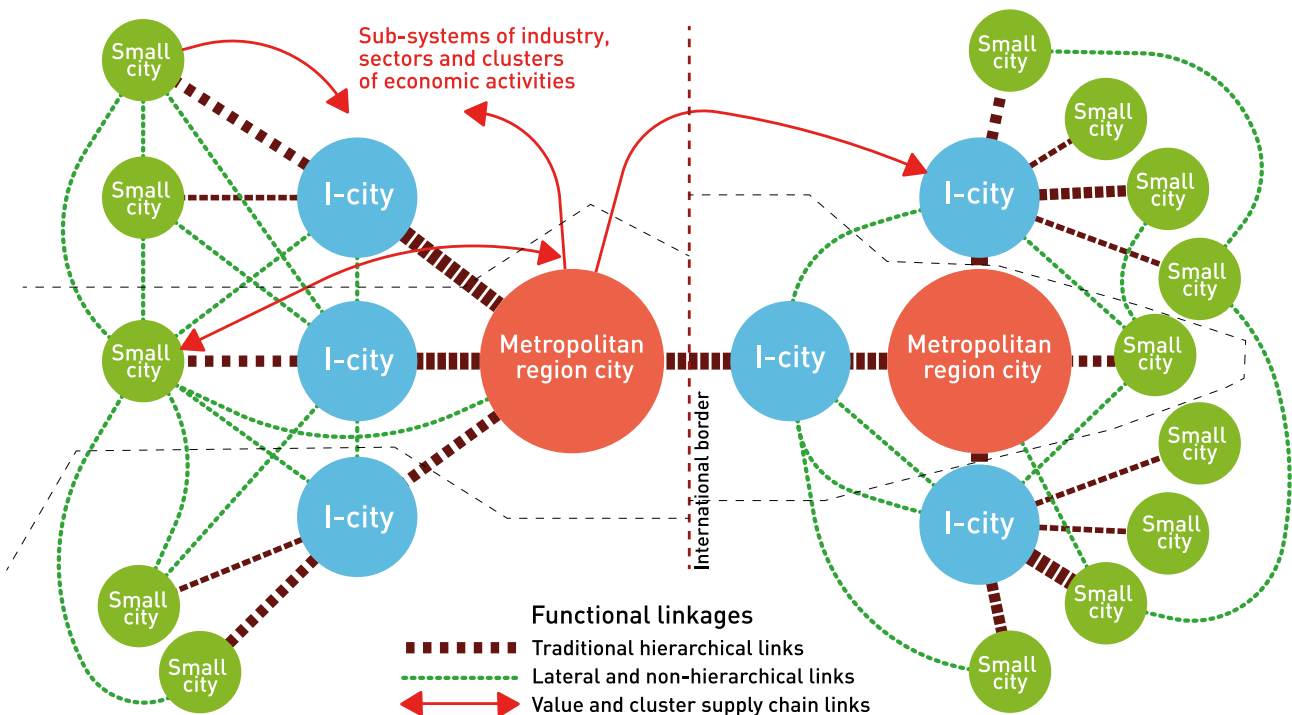 Small
city
Sub-systems of industry,
sectors and clusters
of economic activities
Small
city
I-city
Small
city
Small
city
I-city
Metropolitan
region city
I-city
Small
city
Small
city
International border
Small
city
Small
city
I-city
Small
city
Small
city
I-city
Metropolitan
region city
Small
city
Small
city
I-city
Small
city
Small
city
Small
city
Functional linkages
Traditional hierarchical links
Lateral and non-hierarchical links
Value and cluster supply chain links